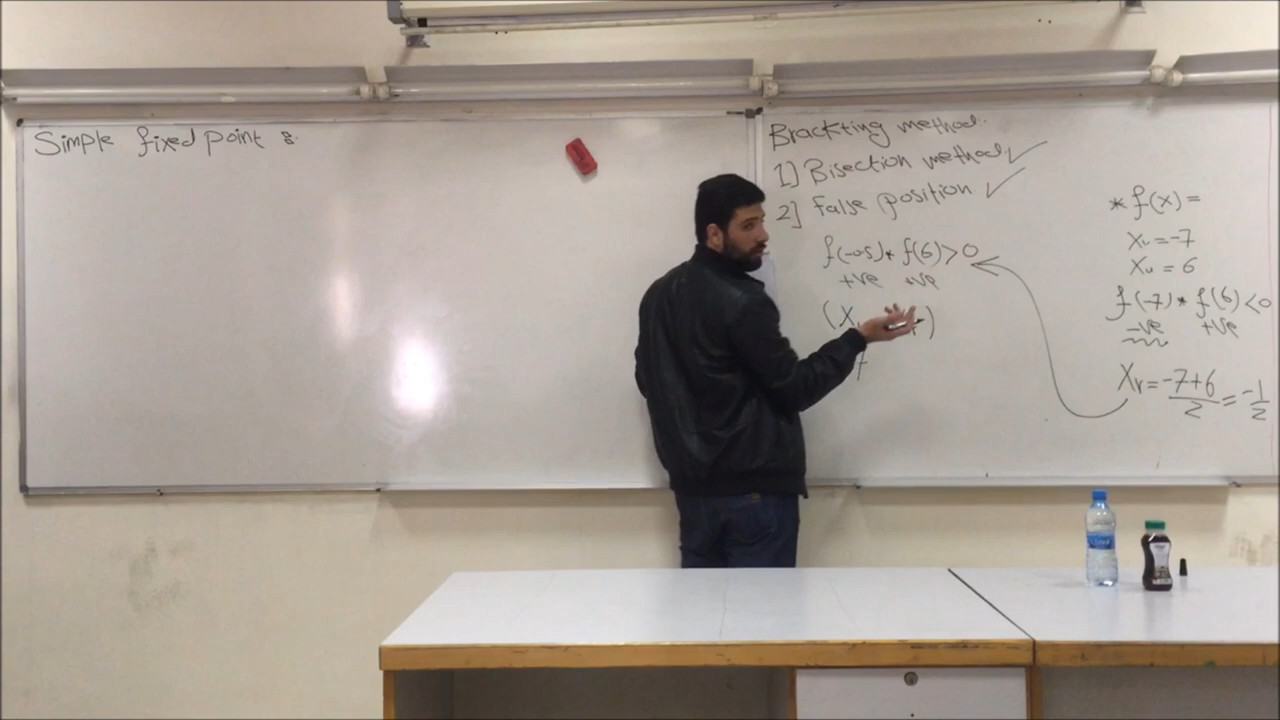 Simple fixed point :
Brackting method.
1] Bisection method ✓
2] false position ✓
f(-0.5)* f(6)>0
+ve +ve
(X
* f(x) =
XL = -7
Xu = 6
f(-7)* f(6)<0
-ve +ve
Xr = -7+6/2 = -1/2